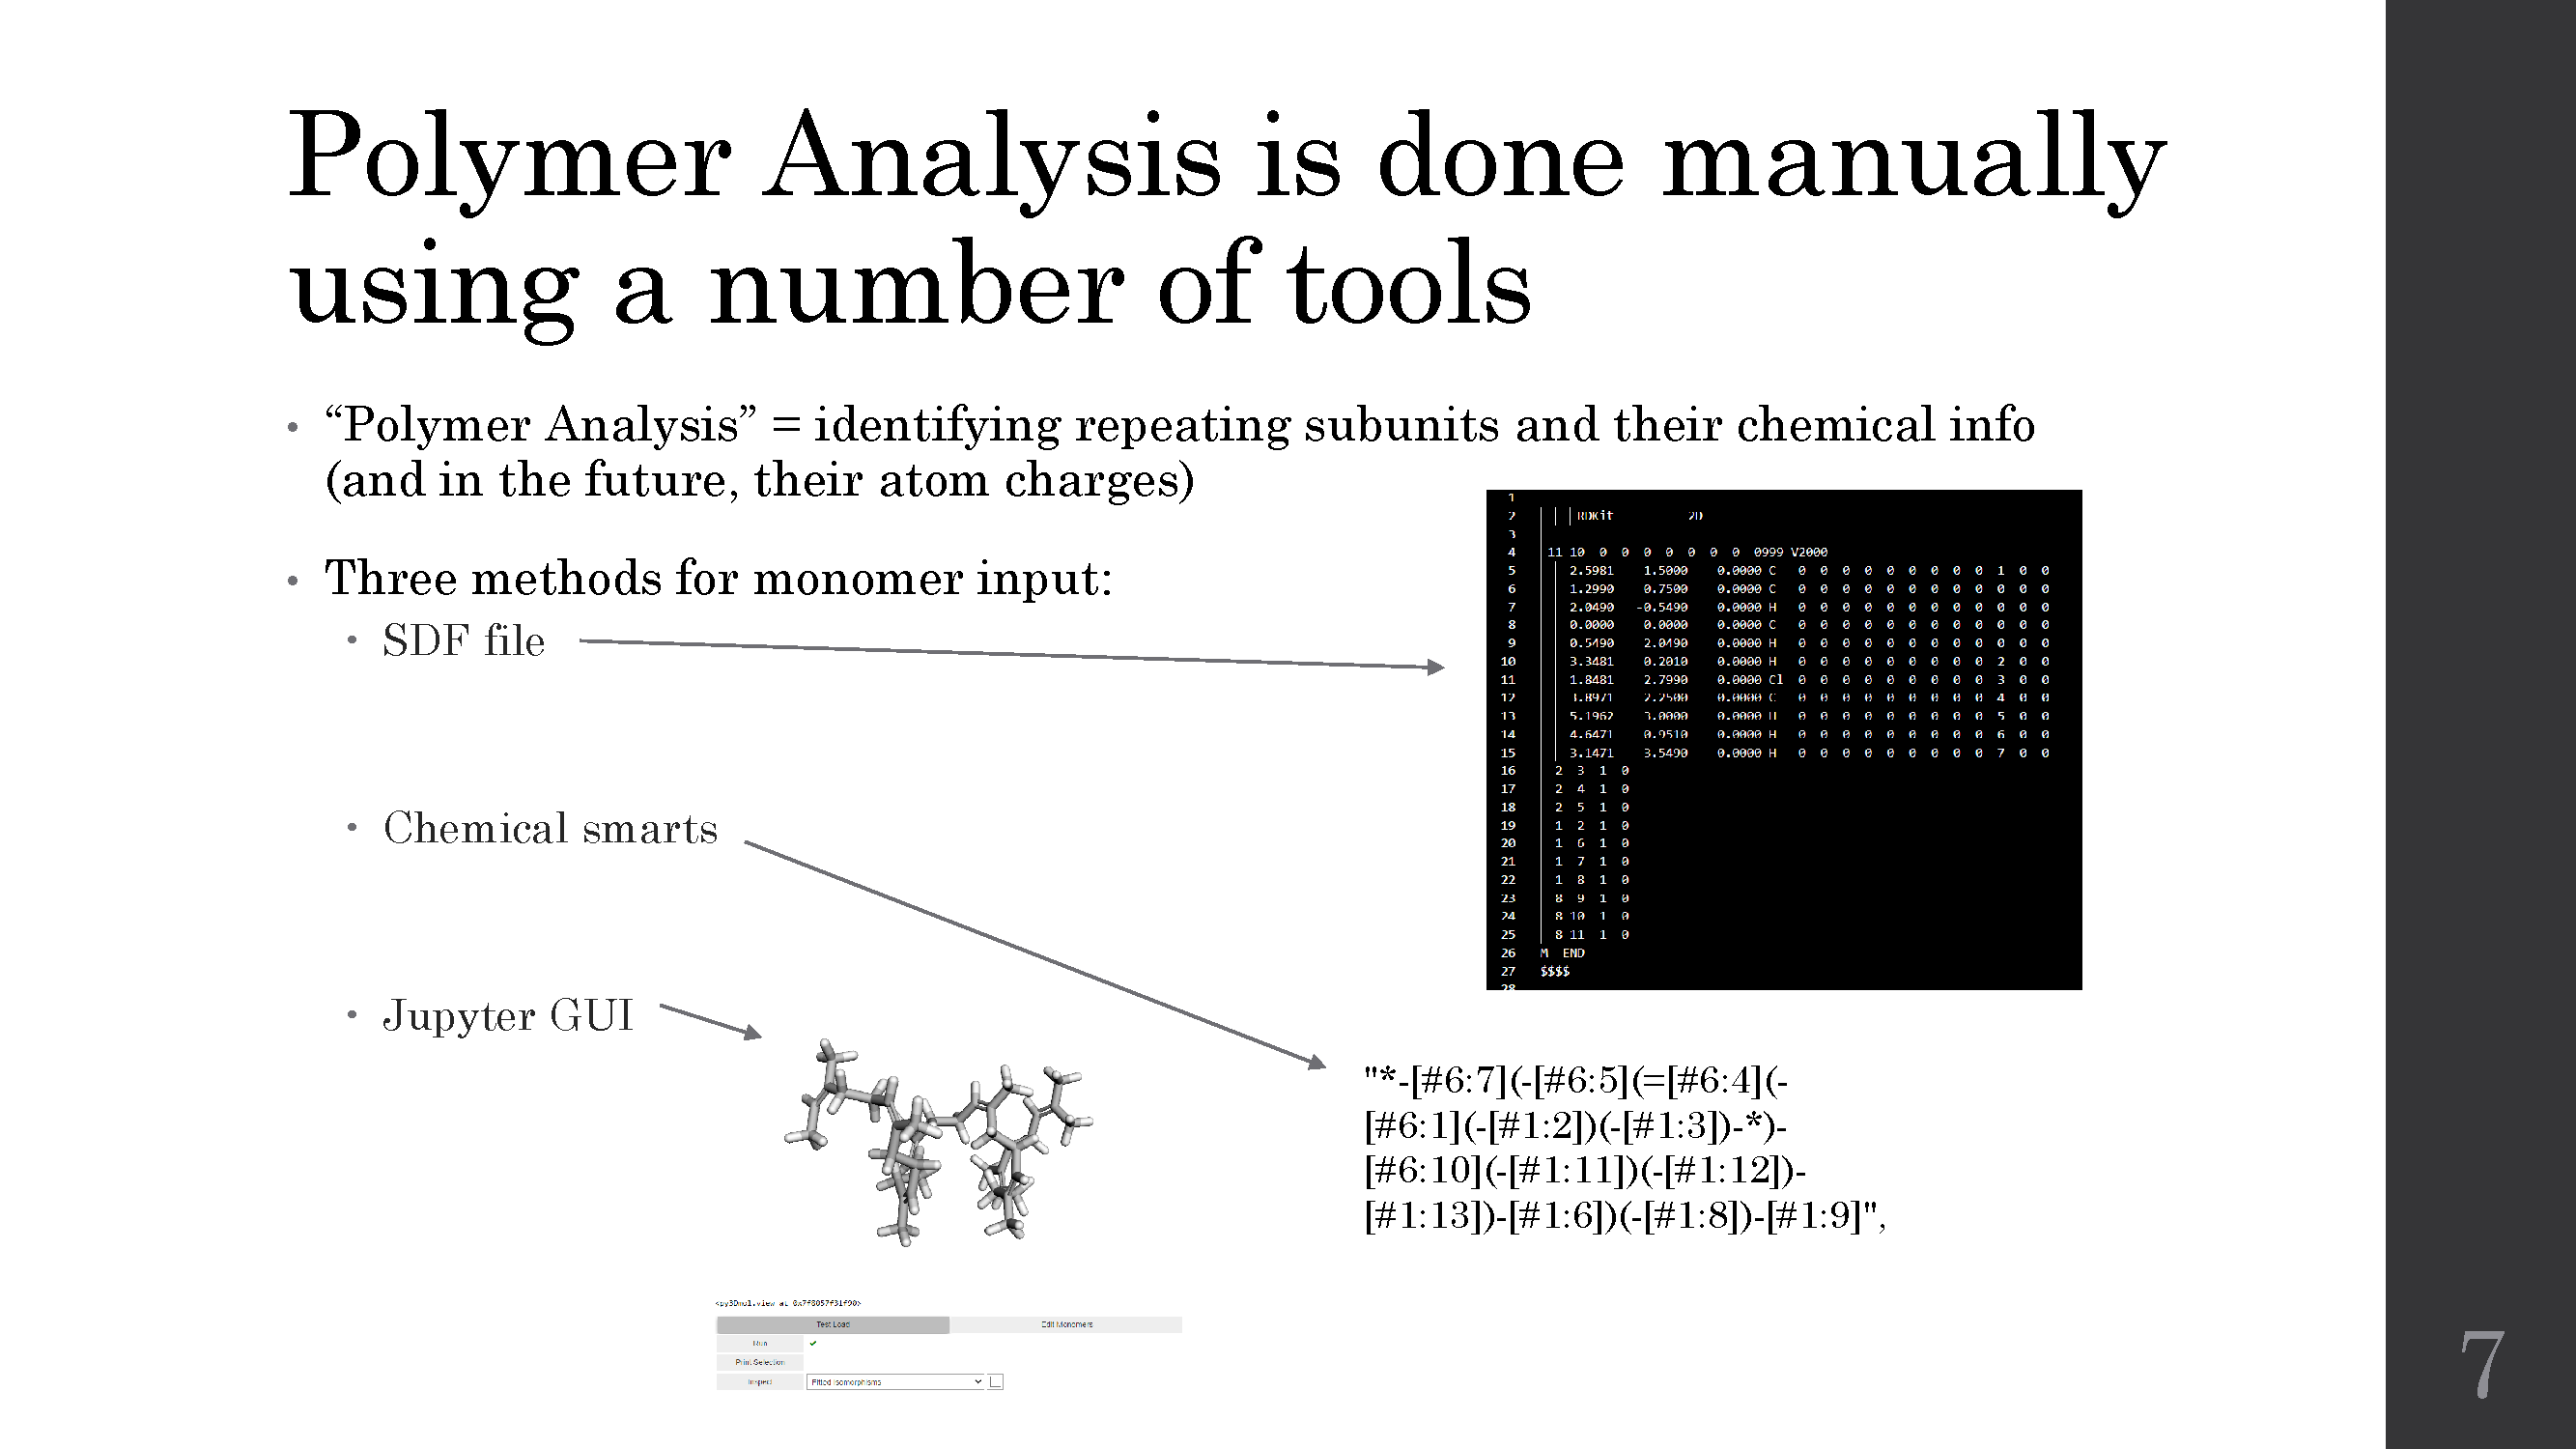 Polymer Analysis is done manually
using a number of tools
• “Polymer Analysis” = identifying repeating subunits and their chemical info
(and in the future, their atom charges)
• Three methods for monomer input:
• SDF file
• Chemical smarts
• Jupyter GUI
1
2 RDKit 2D
3
4 11 10 0 0 0 0 0 0 0 0999 V2000
5 2.5981 1.5000 0.0000 C 0 0 0 0 0 0 0 0 0 1 0 0
6 1.2990 0.7500 0.0000 C 0 0 0 0 0 0 0 0 0 0 0 0
7 2.0490 -0.5490 0.0000 H 0 0 0 0 0 0 0 0 0 0 0 0
8 0.0000 0.0000 0.0000 C 0 0 0 0 0 0 0 0 0 0 0 0
9 0.5490 2.0490 0.0000 H 0 0 0 0 0 0 0 0 0 0 0 0
10 3.3481 0.2010 0.0000 H 0 0 0 0 0 0 0 0 0 2 0 0
11 1.8481 2.7990 0.0000 Cl 0 0 0 0 0 0 0 0 0 3 0 0
12 3.8971 2.2500 0.0000 C 0 0 0 0 0 0 0 0 0 4 0 0
13 5.1962 3.0000 0.0000 H 0 0 0 0 0 0 0 0 0 5 0 0
14 4.6471 0.9510 0.0000 H 0 0 0 0 0 0 0 0 0 6 0 0
15 3.1471 3.5490 0.0000 H 0 0 0 0 0 0 0 0 0 7 0 0
16 2 3 1 0
17 2 4 1 0
18 2 5 1 0
19 1 2 1 0
20 1 6 1 0
21 1 7 1 0
22 1 8 1 0
23 8 9 1 0
24 8 10 1 0
25 8 11 1 0
26 M END
27 $$$$
28
"*-[#6:7](-[#6:5](=[#6:4](-
[#6:1](-[#1:2])(-[#1:3])-*)-
[#6:10](-[#1:11])(-[#1:12])-
[#1:13])-[#1:6])(-[#1:8])-[#1:9]",
<py3Dmol.view at 0x7f8057f31f90>
Test Load Edit Monomers
Run ✔
Print Selection
Inspect Fitted Isomorphisms
7